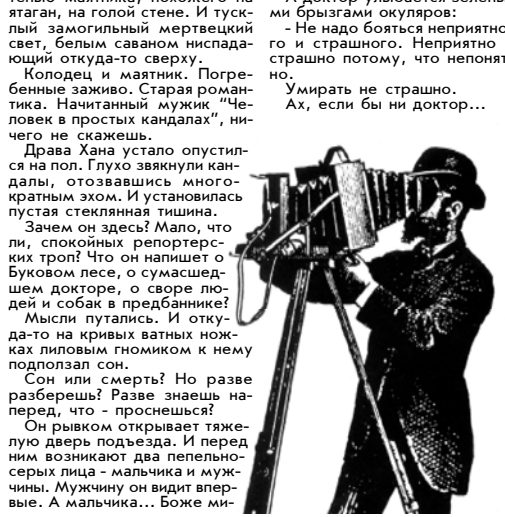 ятаган, на голой стене. И туск-
лый замогильный мертвецкий
свет, белым саваном ниспада-
ющий откуда-то сверху.
Колодец и маятник. Погре-
бенные заживо. Старая роман-
тика. Начитанный мужик “Че-
ловек в простых кандалах”, ни-
чего не скажешь.
Драва Хана устало опустил-
ся на пол. Глухо звякнули кан-
далы, отозвавшись много-
кратным эхом. И установилась
пустая стеклянная тишина.
Зачем он здесь? Мало, что
ли, спокойных репортерс-
ких троп? Что он напишет о
Буковом лесе, о сумасшед-
шем докторе, о своре лю-
дей и собак в предбаннике?
Мысли путались. И отку-
да-то на кривых ватных нож-
ках лиловым гномиком к нему
подползал сон.
Сон или смерть? Но разве
разберешь? Разве знаешь на-
перед, что - проснешься?
Он рывком открывает тяже-
лую дверь подъезда. И перед
ним возникают два пепельно-
серых лица - мальчика и муж-
чины. Мужчину он видит впер-
вые. А мальчика... Боже ми-
ми брызгами окуляров:
- Не надо бояться неприятно
го и страшного. Неприятно
страшно потому, что непонят
но.
Умирать не страшно.
Ах, если бы ни доктор...